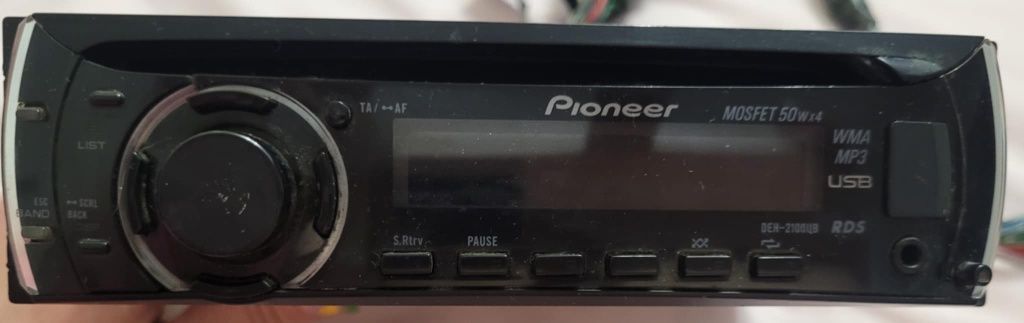 TA/ AF
Pioneer
MOSFET 50Wx4
LIST
WMA
MP3
USB
ESC
BAND
SCRL
BACK
DEH-2100UB
RDS
S.Rtrv
PAUSE